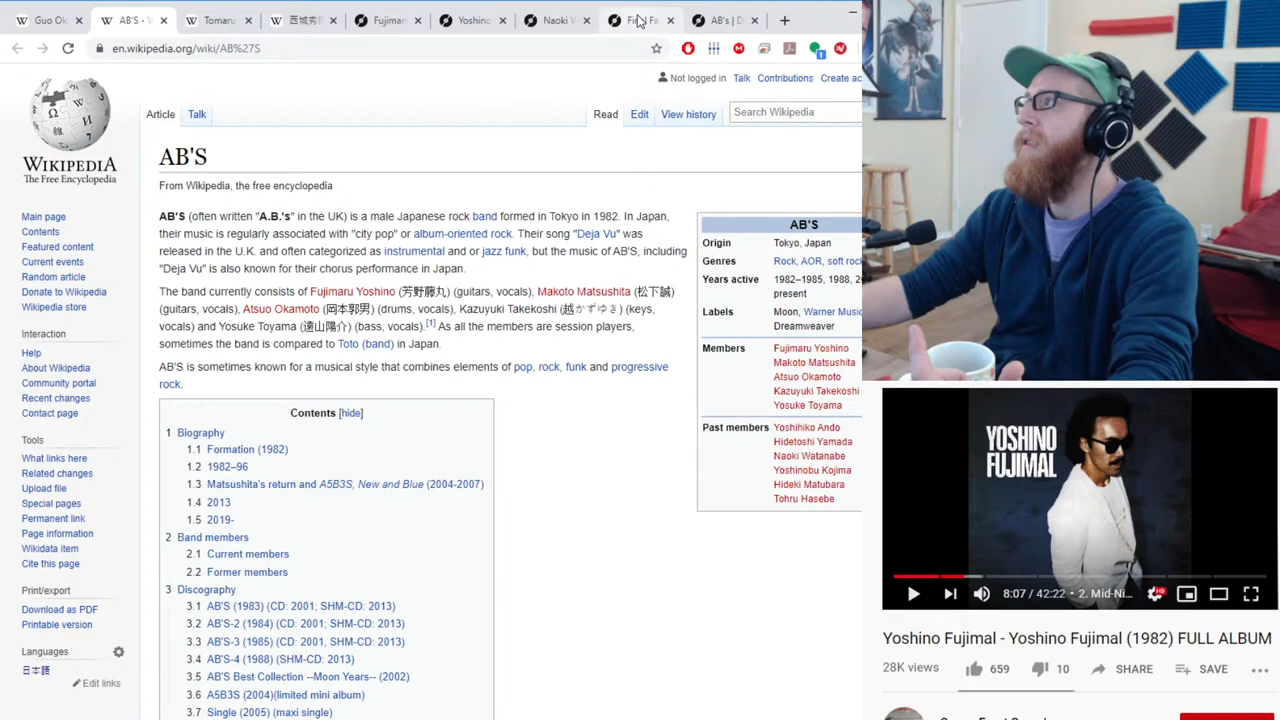 Guo Ok
AB'S - W
Tomaru
西城秀
Fujimar
Yoshino
Naoki W
AB's | D
en.wikipedia.org/wiki/AB%27S
Not logged in Talk Contributions Create ac
Article Talk
Read Edit View history
Search Wikipedia
WIKIPEDIA
The Free Encyclopedia
Main page
Contents
Featured content
Current events
Random article
Donate to Wikipedia
Wikipedia store
Interaction
Help
About Wikipedia
Community portal
Recent changes
Contact page
Tools
What links here
Related changes
Upload file
Special pages
Permanent link
Page information
Wikidata item
Cite this page
Print/export
Download as PDF
Printable version
Languages
日本語
Edit links
AB'S
From Wikipedia, the free encyclopedia
AB'S (often written "A.B.'s" in the UK) is a male Japanese rock band formed in Tokyo in 1982. In Japan,
their music is regularly associated with "city pop" or album-oriented rock. Their song "Deja Vu" was
released in the U.K. and often categorized as instrumental and or jazz funk, but the music of AB'S, including
"Deja Vu" is also known for their chorus performance in Japan.
The band currently consists of Fujimaru Yoshino (芳野藤丸) (guitars, vocals), Makoto Matsushita (松下誠)
(guitars, vocals), Atsuo Okamoto (岡本郭男) (drums, vocals), Kazuyuki Takekoshi (越かずゆき) (keys,
vocals) and Yosuke Toyama (遠山陽介) (bass, vocals).[1] As all the members are session players,
sometimes the band is compared to Toto (band) in Japan.
AB'S is sometimes known for a musical style that combines elements of pop, rock, funk and progressive
rock.
Contents [hide]
1 Biography
1.1 Formation (1982)
1.2 1982–96
1.3 Matsushita's return and A5B3S, New and Blue (2004-2007)
1.4 2013
1.5 2019-
2 Band members
2.1 Current members
2.2 Former members
3 Discography
3.1 AB'S (1983) (CD: 2001; SHM-CD: 2013)
3.2 AB'S-2 (1984) (CD: 2001; SHM-CD: 2013)
3.3 AB'S-3 (1985) (CD: 2001, SHM-CD: 2013)
3.4 AB'S-4 (1988) (SHM-CD: 2013)
3.5 AB'S Best Collection --Moon Years-- (2002)
3.6 A5B3S (2004)(limited mini album)
3.7 Single (2005) (maxi single)
AB'S
Origin Tokyo, Japan
Genres Rock, AOR, soft roc
Years active 1982–1985, 1988, 2
present
Labels Moon, Warner Music
Dreamweaver
Members Fujimaru Yoshino
Makoto Matsushita
Atsuo Okamoto
Kazuyuki Takekoshi
Yosuke Toyama
Past members Yoshihiko Ando
Hidetoshi Yamada
Naoki Watanabe
Yoshinobu Kojima
Hideki Matubara
Tohru Hasebe
YOSHINO
FUJIMAL
8:07 / 42:22 • 2. Mid-Ni...
Yoshino Fujimal - Yoshino Fujimal (1982) FULL ALBUM
28K views
659
10
SHARE
SAVE